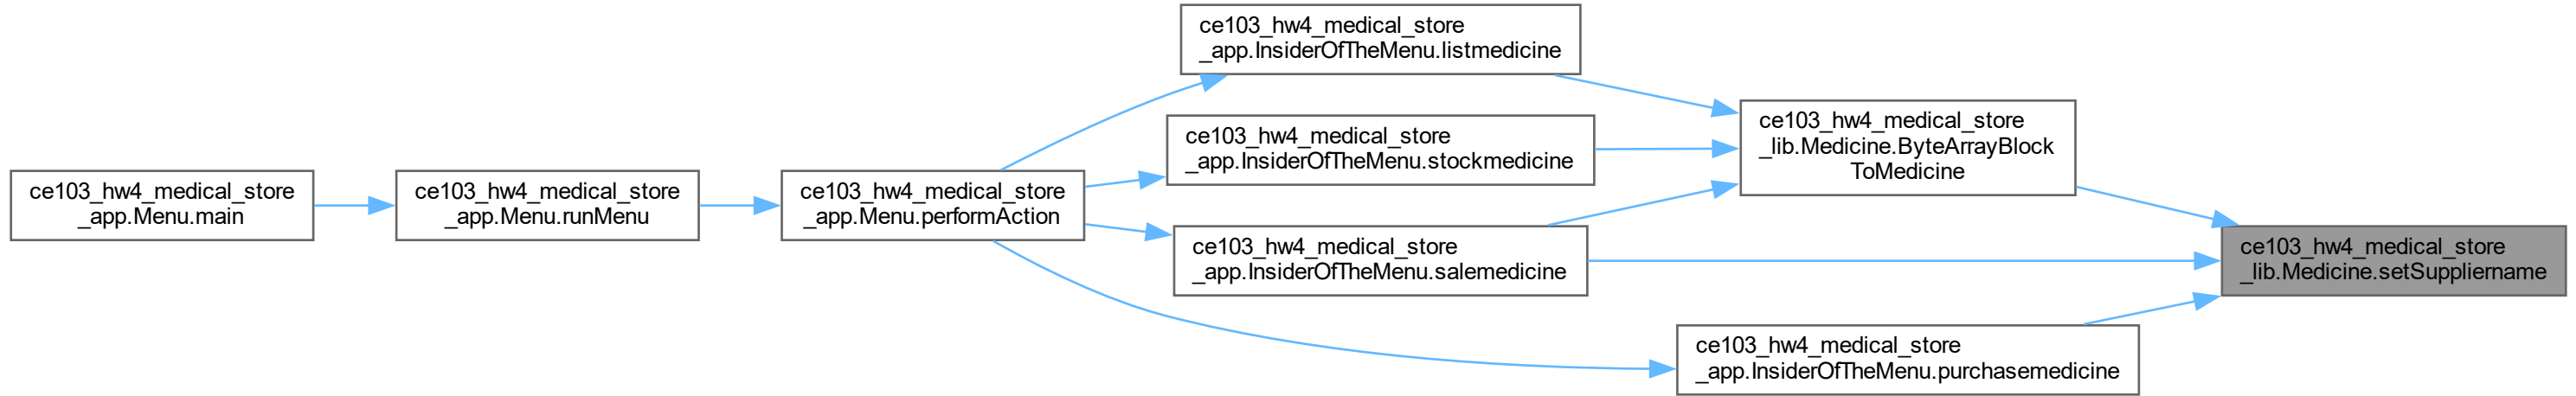 ce103_hw4_medical_store
_app.Menu.main
ce103_hw4_medical_store
_app.Menu.runMenu
ce103_hw4_medical_store
_app.Menu.performAction
ce103_hw4_medical_store
_app.InsiderOfTheMenu.listmedicine
ce103_hw4_medical_store
_app.InsiderOfTheMenu.stockmedicine
ce103_hw4_medical_store
_app.InsiderOfTheMenu.salemedicine
ce103_hw4_medical_store
_app.InsiderOfTheMenu.purchasemedicine
ce103_hw4_medical_store
_lib.Medicine.ByteArrayBlock
ToMedicine
ce103_hw4_medical_store
_lib.Medicine.setSuppliername